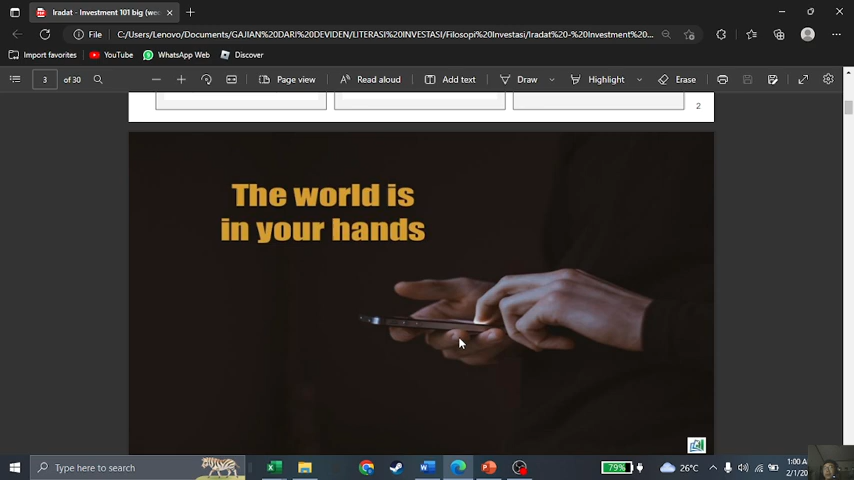 Iradat - Investment 101 big (we
File
C:/Users/Lenovo/Documents/GAJIAN%20DARI%20DEVIDEN/LITERASI%20INVESTASI/Filosopi%20Investasi/Iradat%20-%20Investment%20...
Import favorites
YouTube
WhatsApp Web
Discover
3 of 30
Page view
Read aloud
Add text
Draw
Highlight
Erase
2
The world is
in your hands
Type here to search
79%
26°C
1:00
2/1/20